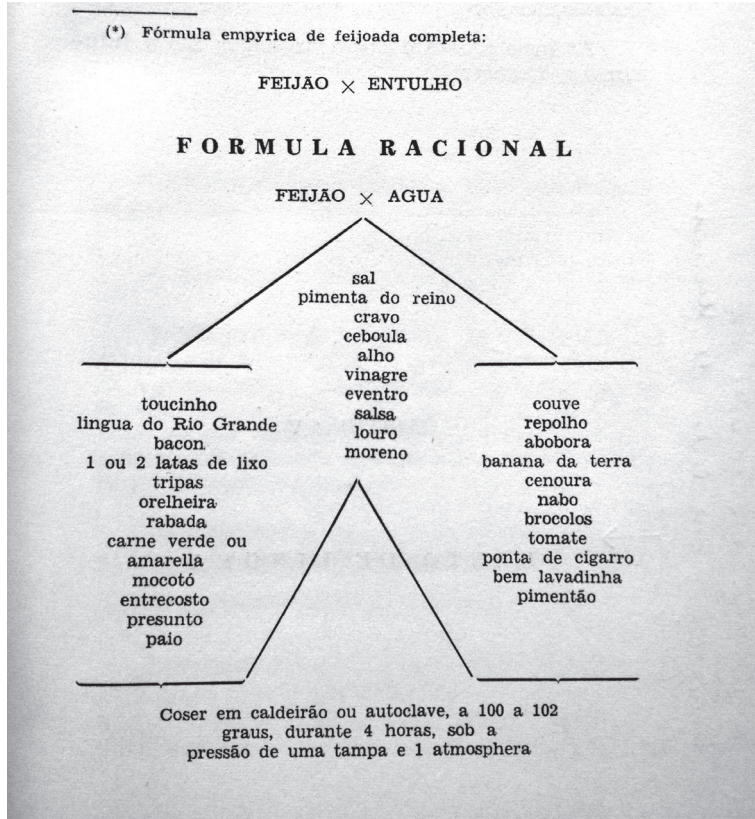 (*) Fórmula empyrica de feijoada completa:
FEIJÃO × ENTULHO
FORMULA RACIONAL
FEIJÃO × AGUA
sal
pimenta do reino
cravo
ceboula
alho
vinagre
eventro
salsa
louro
moreno
toucinho
lingua do Rio Grande
bacon
1 ou 2 latas de lixo
tripas
orelheira
rabada
carne verde ou
amarella
mocotó
entrecosto
presunto
paio
couve
repolho
abobora
banana da terra
cenoura
nabo
brocolos
tomate
ponta de cigarro
bem lavadinha
pimentão
Coser em caldeirão ou autoclave, a 100 a 102
graus, durante 4 horas, sob a
pressão de uma tampa e 1 atmosphera